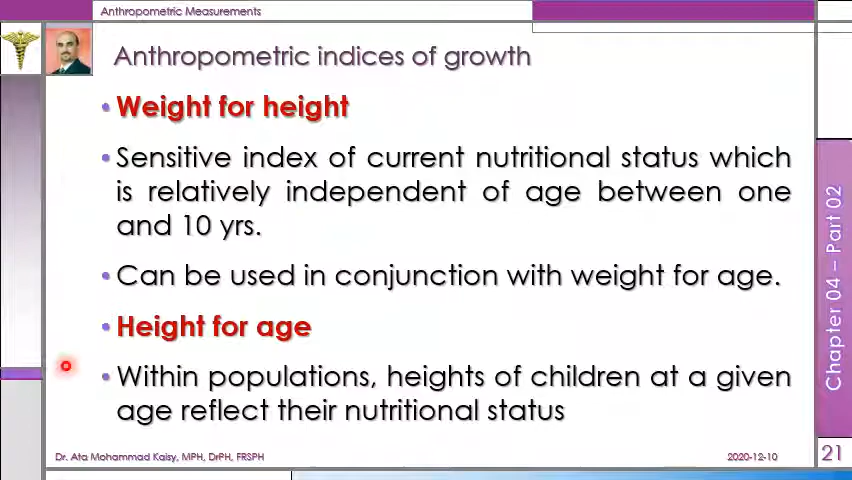 Anthropometric Measurements
Anthropometric indices of growth
• Weight for height
• Sensitive index of current nutritional status which
is relatively independent of age between one
and 10 yrs.
• Can be used in conjunction with weight for age.
• Height for age
• Within populations, heights of children at a given
age reflect their nutritional status
Chapter 04 – Part 02
Dr. Ata Mohammad Kaisy, MPH, DrPH, FRSPH
2020-12-10
21